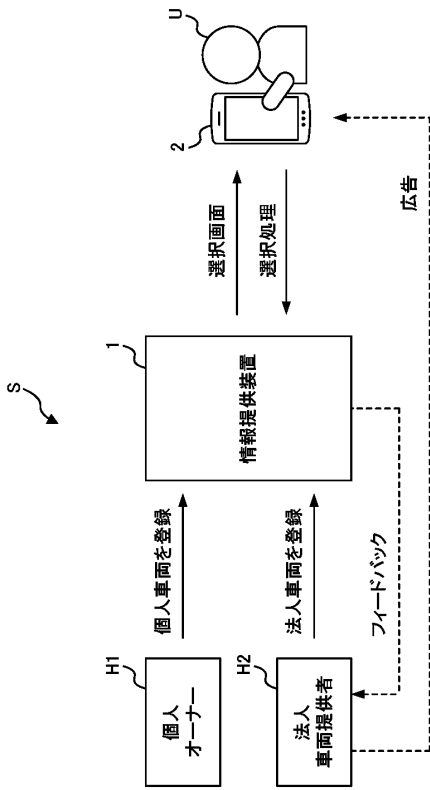 S
H1
個人
オーナー
H2
法人
車両提供者
個人車両を登録
法人車両を登録
1
情報提供装置
選択画面
選択処理
2
U
フィードバック
広告